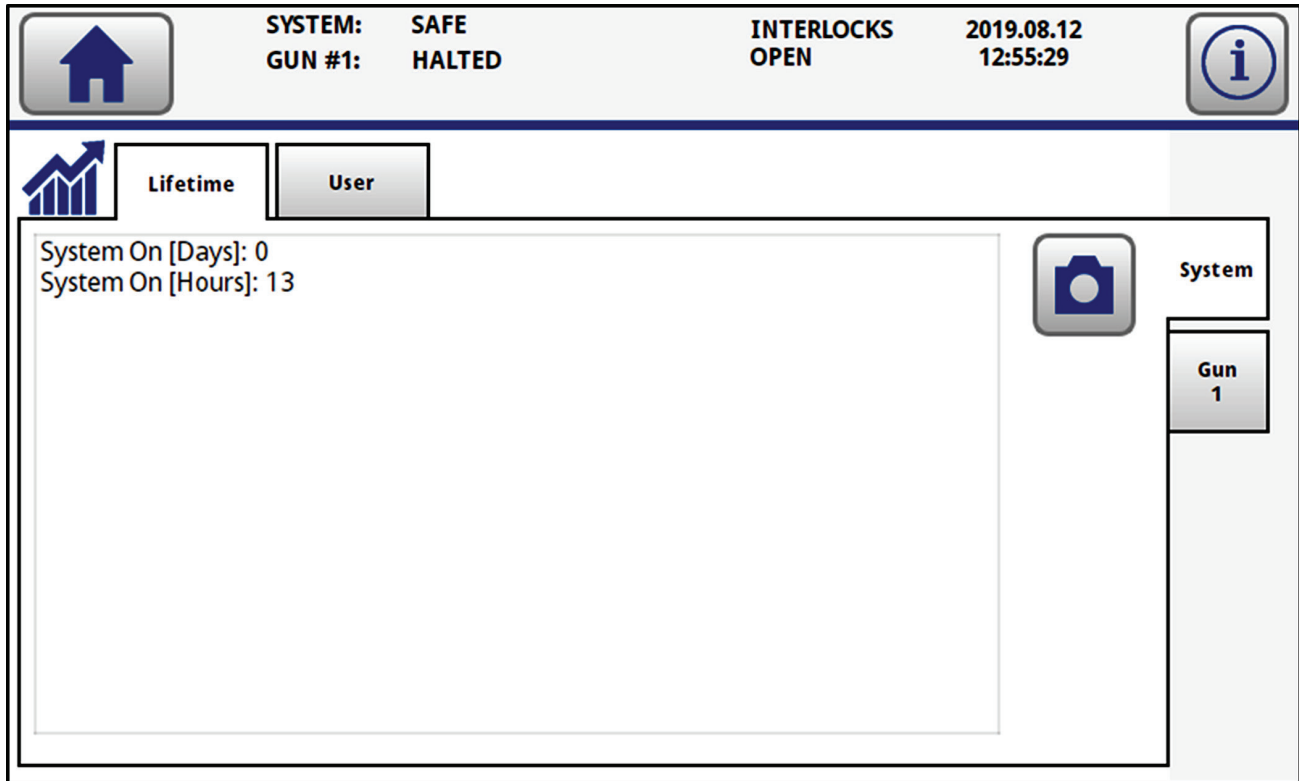 SYSTEM: SAFE
GUN #1: HALTED
INTERLOCKS
OPEN
2019.08.12
12:55:29
i
Lifetime
User
System On [Days]: 0
System On [Hours]: 13
System
Gun
1